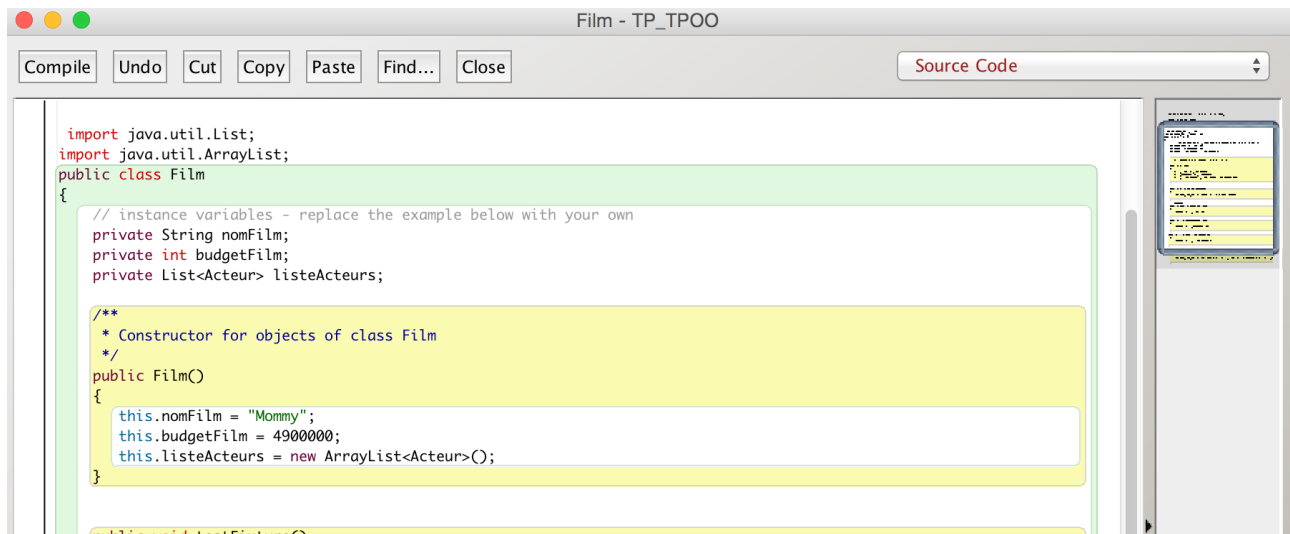 Film - TP_TPOO
Compile Undo Cut Copy Paste Find... Close Source Code
import java.util.List;
import java.util.ArrayList;
public class Film
{
// instance variables - replace the example below with your own
private String nomFilm;
private int budgetFilm;
private List<Acteur> listeActeurs;
/**
* Constructor for objects of class Film
*/
public Film()
{
this.nomFilm = "Mommy";
this.budgetFilm = 4900000;
this.listeActeurs = new ArrayList<Acteur>();
}
public void